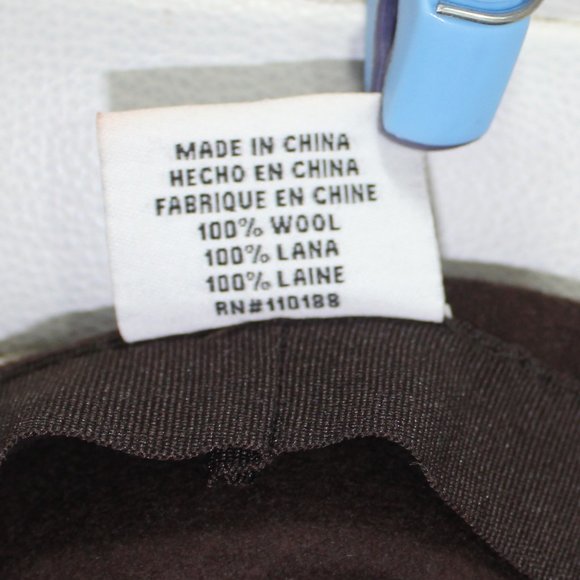 MADE IN CHINA
HECHO EN CHINA
FABRIQUE EN CHINE
100% WOOL
100% LANA
100% LAINE
RN#110188